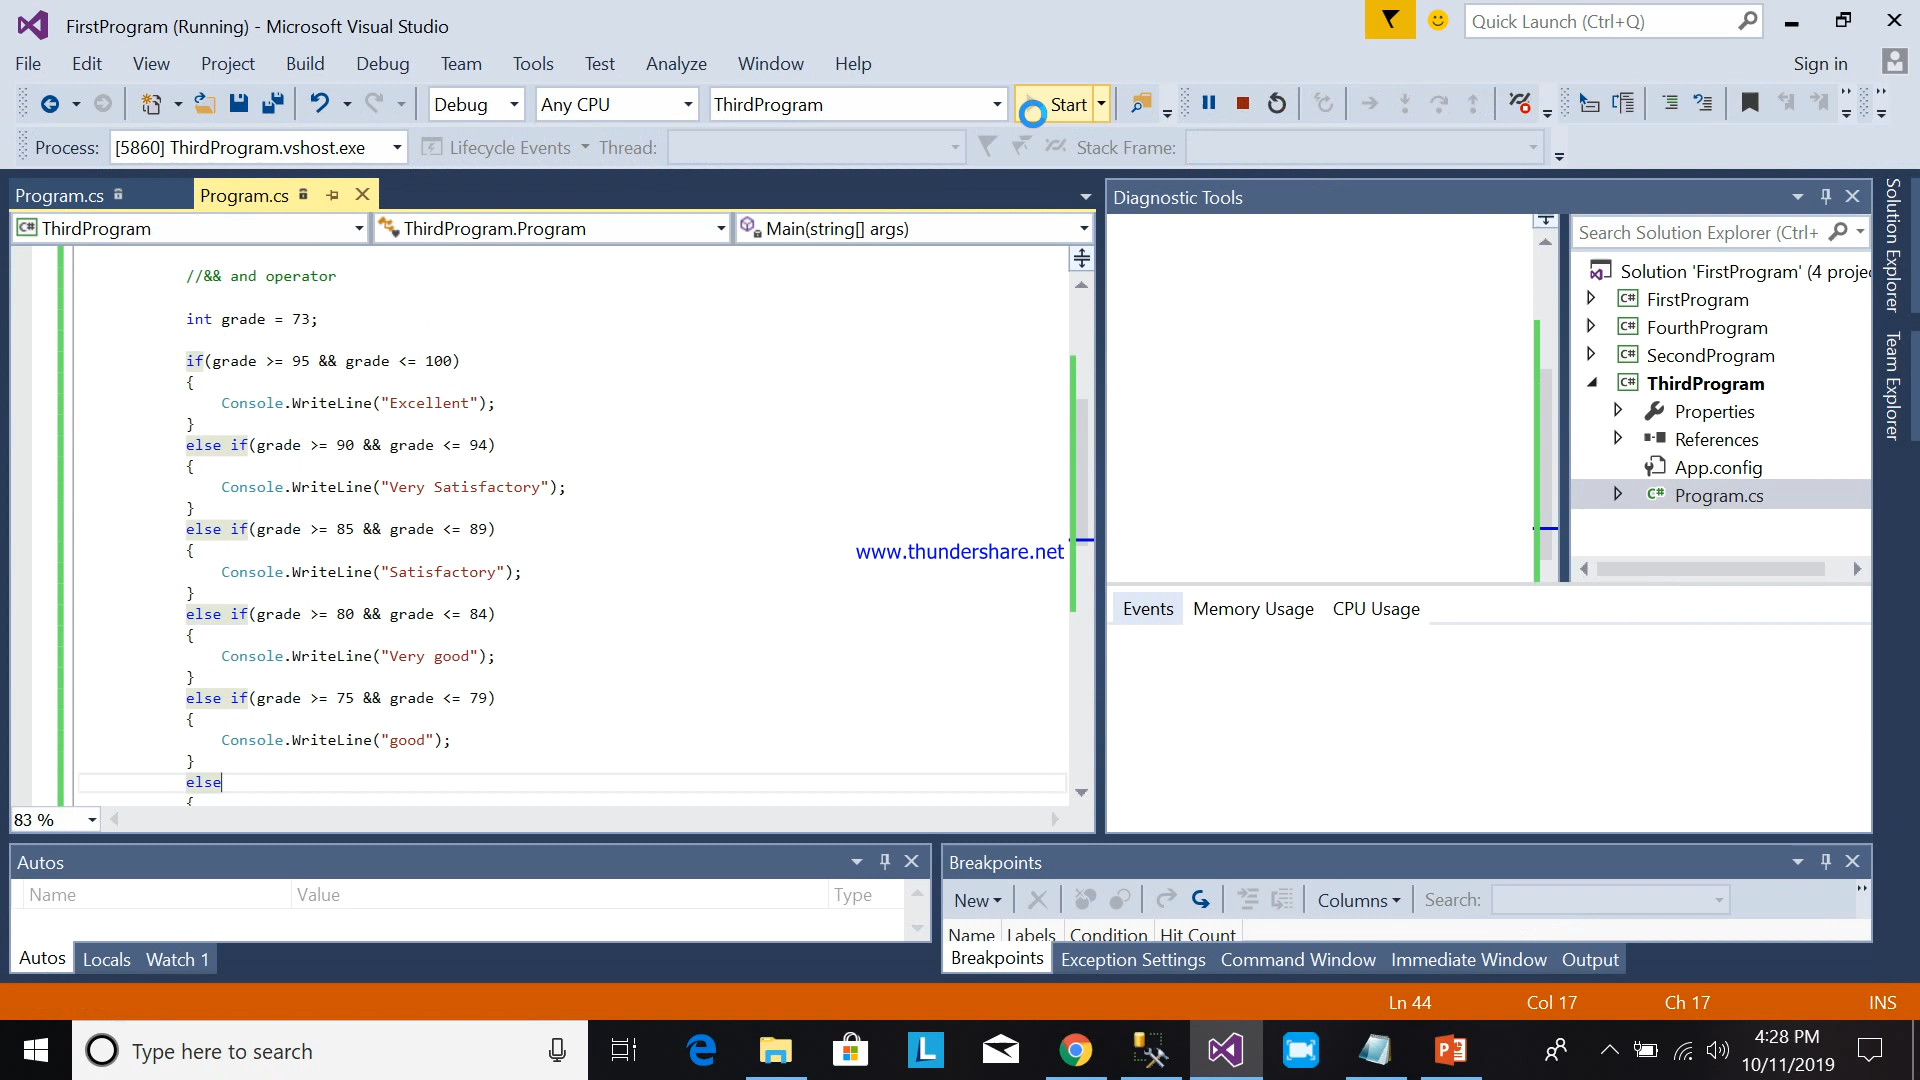 FirstProgram (Running) - Microsoft Visual Studio
Quick Launch (Ctrl+Q)
File Edit View Project Build Debug Team Tools Test Analyze Window Help
Sign in
Debug Any CPU ThirdProgram Start
Process: [5860] ThirdProgram.vshost.exe Lifecycle Events Thread: Stack Frame:
Program.cs Program.cs
ThirdProgram ThirdProgram.Program Main(string[] args)
//&& and operator
int grade = 73;
if(grade >= 95 && grade <= 100)
{
Console.WriteLine("Excellent");
}
else if(grade >= 90 && grade <= 94)
{
Console.WriteLine("Very Satisfactory");
}
else if(grade >= 85 && grade <= 89)
{
Console.WriteLine("Satisfactory");
}
else if(grade >= 80 && grade <= 84)
{
Console.WriteLine("Very good");
}
else if(grade >= 75 && grade <= 79)
{
Console.WriteLine("good");
}
else
{
www.thundershare.net
83 %
Diagnostic Tools
Events Memory Usage CPU Usage
Search Solution Explorer (Ctrl+
Solution 'FirstProgram' (4 projec
C# FirstProgram
C# FourthProgram
C# SecondProgram
C# ThirdProgram
Properties
References
App.config
C# Program.cs
Solution Explorer
Team Explorer
Autos
Name Value Type
Autos Locals Watch 1
Breakpoints
New Columns Search:
Name Labels Condition Hit Count
Breakpoints Exception Settings Command Window Immediate Window Output
Ln 44 Col 17 Ch 17 INS
Type here to search
4:28 PM
10/11/2019